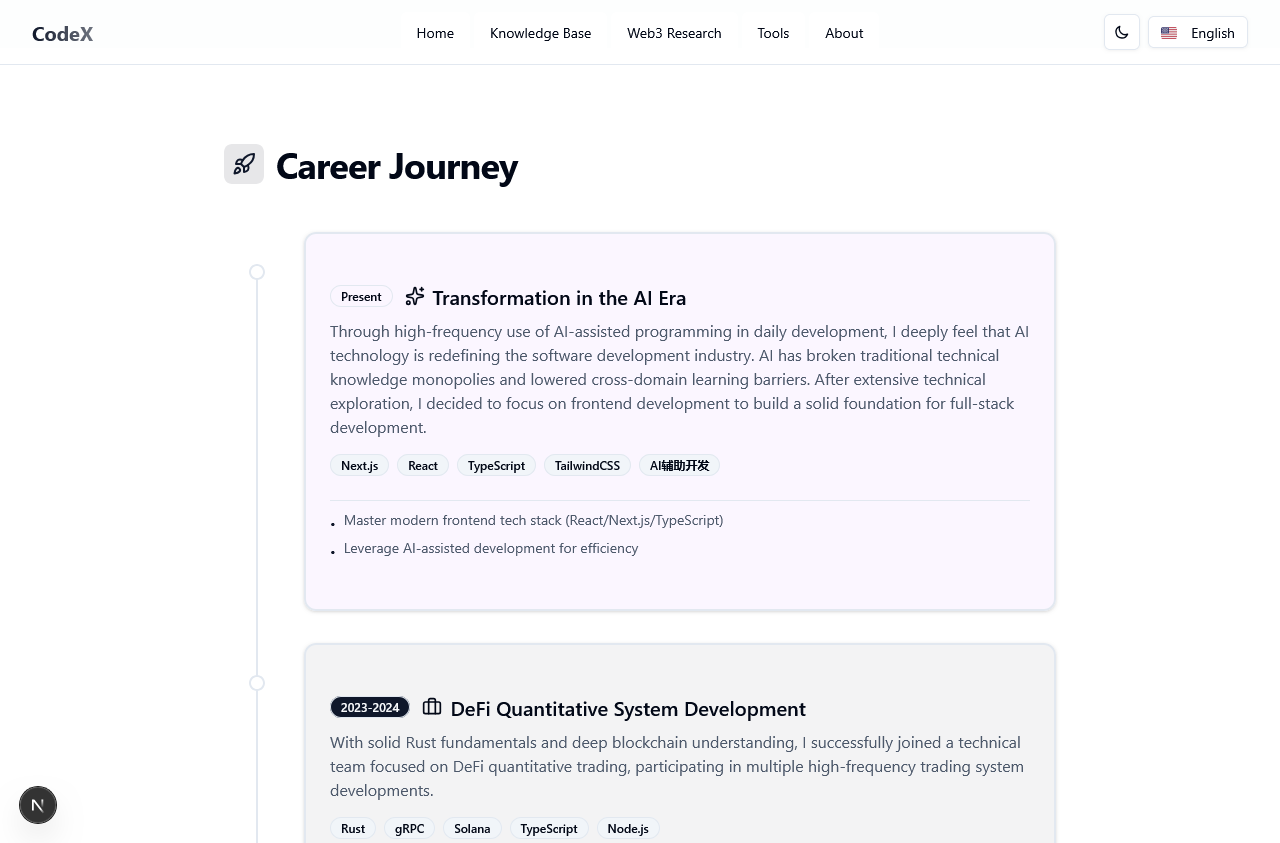 CodeX
Home
Knowledge Base
Web3 Research
Tools
About
English
Career Journey
Present
Transformation in the AI Era
Through high-frequency use of AI-assisted programming in daily development, I deeply feel that AI
technology is redefining the software development industry. AI has broken traditional technical
knowledge monopolies and lowered cross-domain learning barriers. After extensive technical
exploration, I decided to focus on frontend development to build a solid foundation for full-stack
development.
Next.js
React
TypeScript
TailwindCSS
AI辅助开发
• Master modern frontend tech stack (React/Next.js/TypeScript)
• Leverage AI-assisted development for efficiency
2023-2024
DeFi Quantitative System Development
With solid Rust fundamentals and deep blockchain understanding, I successfully joined a technical
team focused on DeFi quantitative trading, participating in multiple high-frequency trading system
developments.
Rust
gRPC
Solana
TypeScript
Node.js
N